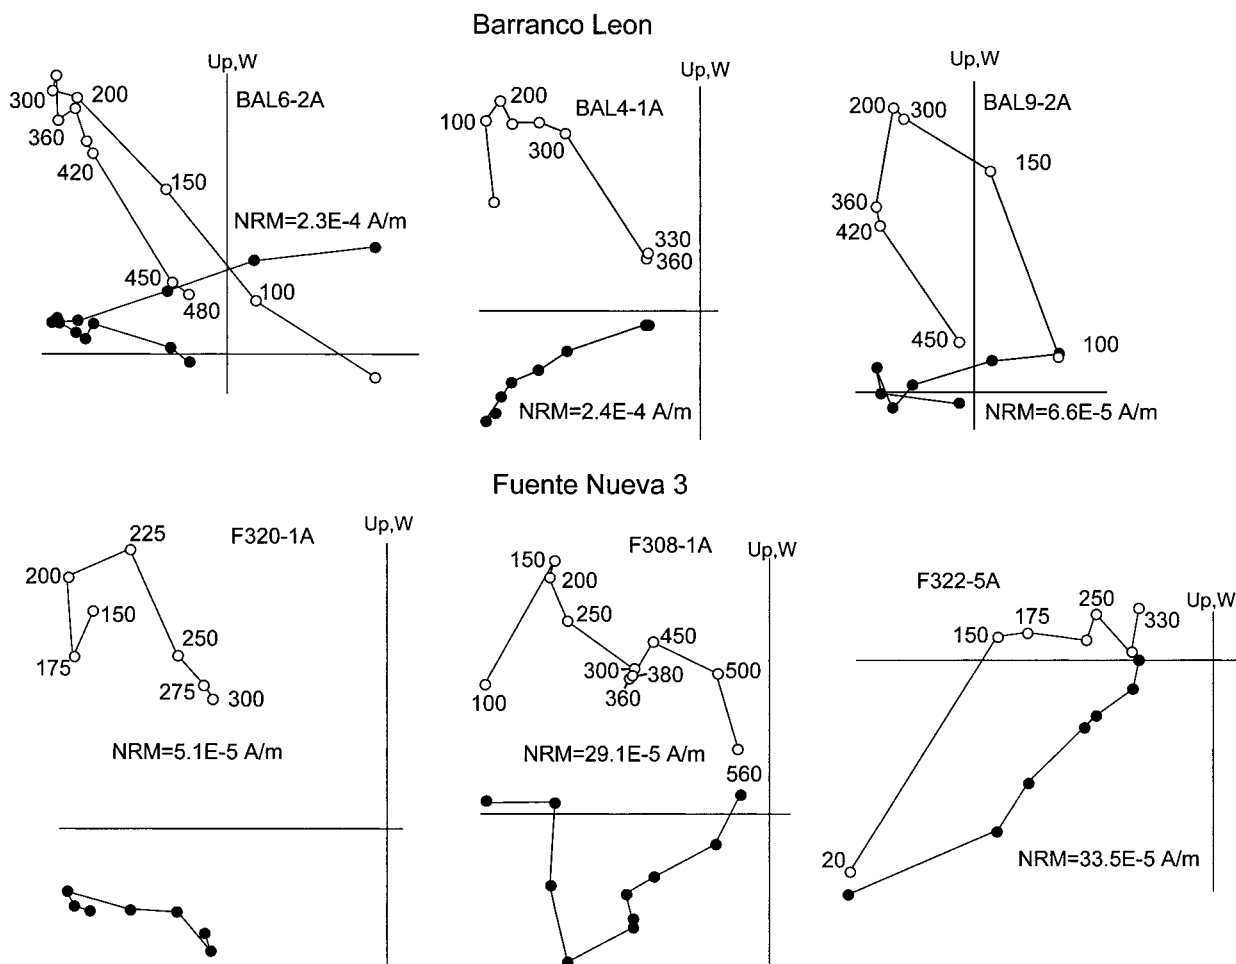 Barranco Leon
Up,W
BAL6-2A
300
200
360
420
150
NRM=2.3E-4 A/m
450
480
100
Up,W
BAL4-1A
200
100
300
330
360
NRM=2.4E-4 A/m
Up,W
BAL9-2A
200
300
150
360
420
450
100
NRM=6.6E-5 A/m
Fuente Nueva 3
Up,W
F320-1A
225
200
150
175
250
275
300
NRM=5.1E-5 A/m
Up,W
F308-1A
150
200
250
450
300
380
360
500
100
NRM=29.1E-5 A/m
560
F322-5A
Up,W
150
175
250
330
20
NRM=33.5E-5 A/m